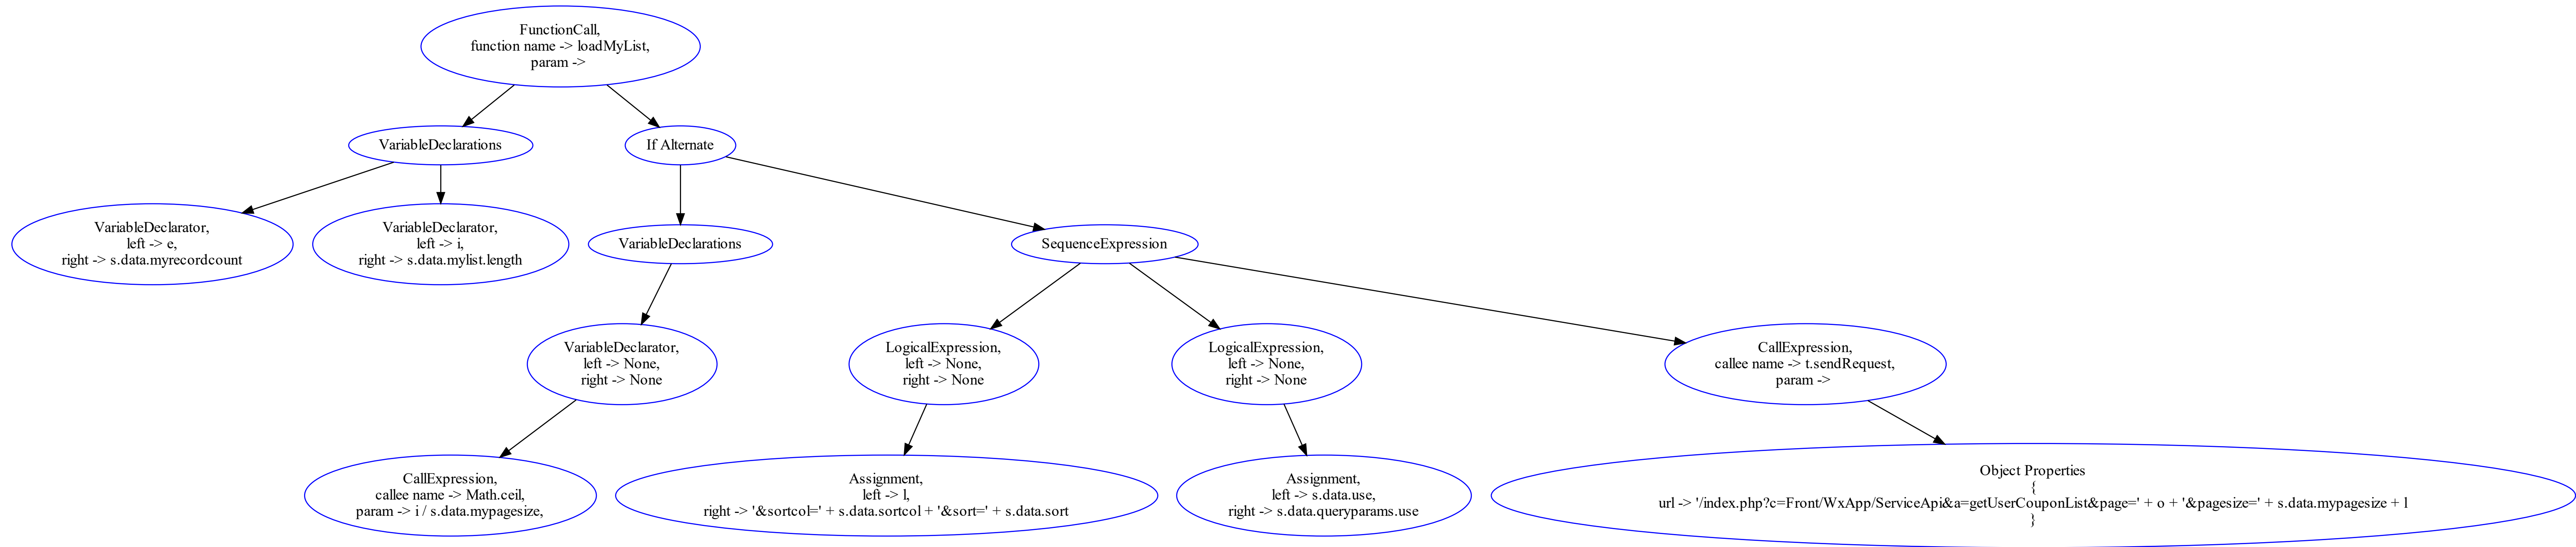 FunctionCall,
function name -> loadMyList,
param ->
VariableDeclarations
If Alternate
VariableDeclarator,
left -> e,
right -> s.data.myrecordcount
VariableDeclarator,
left -> i,
right -> s.data.mylist.length
VariableDeclarations
SequenceExpression
VariableDeclarator,
left -> None,
right -> None
LogicalExpression,
left -> None,
right -> None
LogicalExpression,
left -> None,
right -> None
CallExpression,
callee name -> t.sendRequest,
param ->
CallExpression,
callee name -> Math.ceil,
param -> i / s.data.mypagesize,
Assignment,
left -> l,
right -> '&sortcol=' + s.data.sortcol + '&sort=' + s.data.sort
Assignment,
left -> s.data.use,
right -> s.data.queryparams.use
Object Properties
{
url -> '/index.php?c=Front/WxApp/ServiceApi&a=getUserCouponList&page=' + o + '&pagesize=' + s.data.mypagesize + l
}